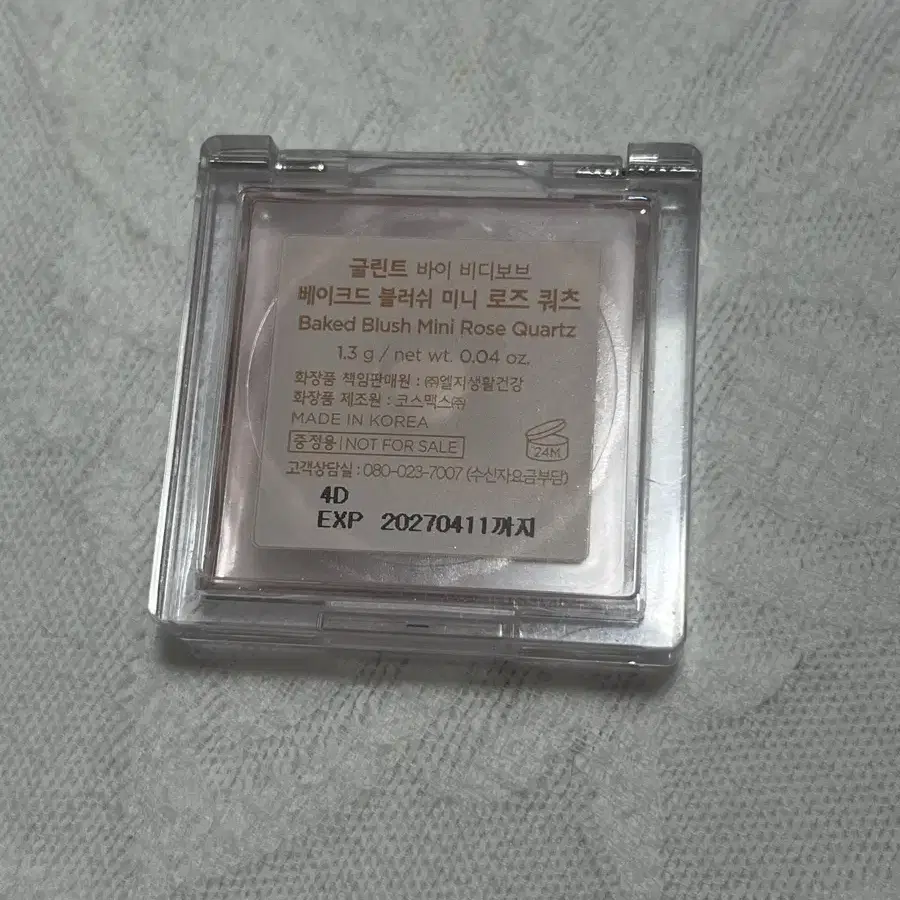 글린트 바이 비디보브
베이크드 블러쉬 미니 로즈 쿼츠
Baked Blush Mini Rose Quartz
1.3 g / net wt. 0.04 oz.
화장품 책임판매원 : ㈜엘지생활건강
화장품 제조원 : 코스맥스㈜
MADE IN KOREA
증정용 NOT FOR SALE
24M
고객상담실 : 080-023-7007 (수신자요금부담)
4D
EXP 20270411까지